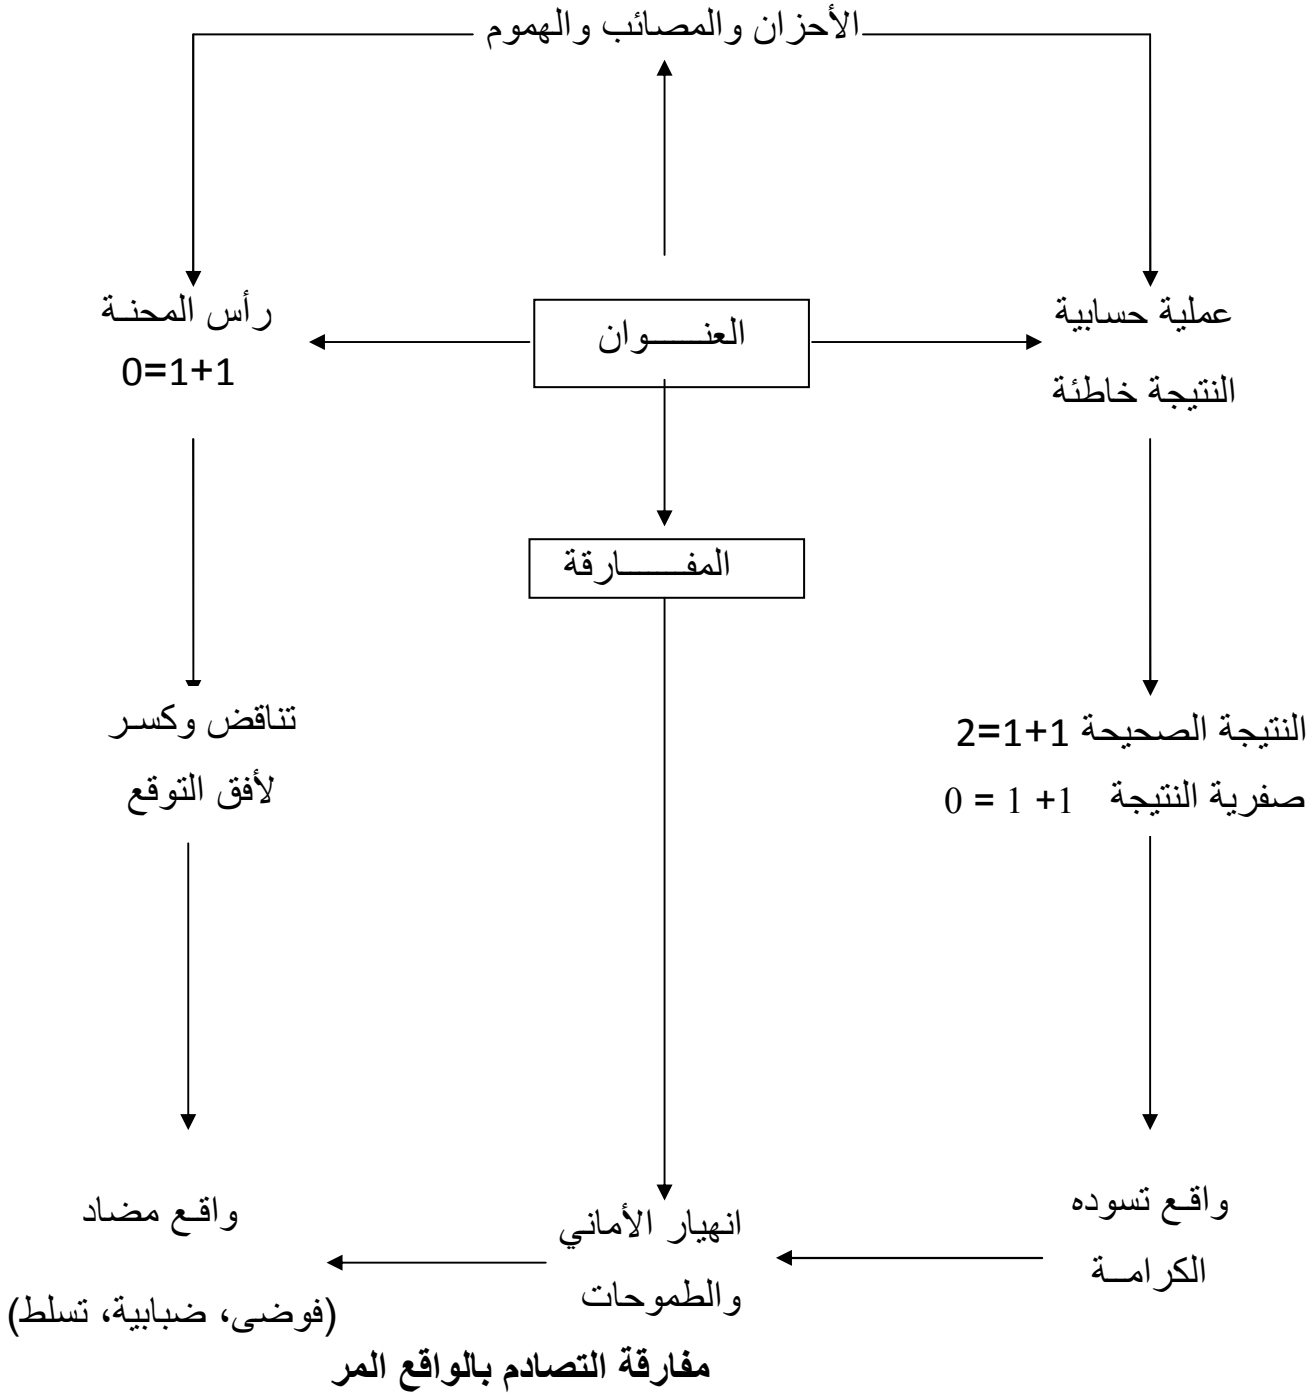 الأحزان والمصائب والهموم
عملية حسابية
النتيجة خاطئة
العنـــــوان
رأس المحنـة
0=1+1
المفـــــارقة
النتيجة الصحيحة 1+1=2
صفرية النتيجة 1+ 1 = 0
تناقض وكسـر
لأفق التوقع
واقـع تسوده
الكرامــة
انهيار الأماني
والطموحات
واقـع مضاد
(فوضى، ضبابية، تسلط)
مفارقة التصادم بالواقع المر